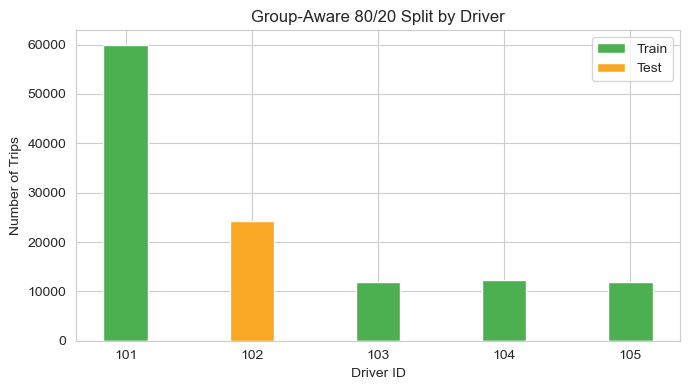 Group-Aware 80/20 Split by Driver
Train
Test
Number of Trips
60000
50000
40000
30000
20000
10000
0
101 102 103 104 105
Driver ID